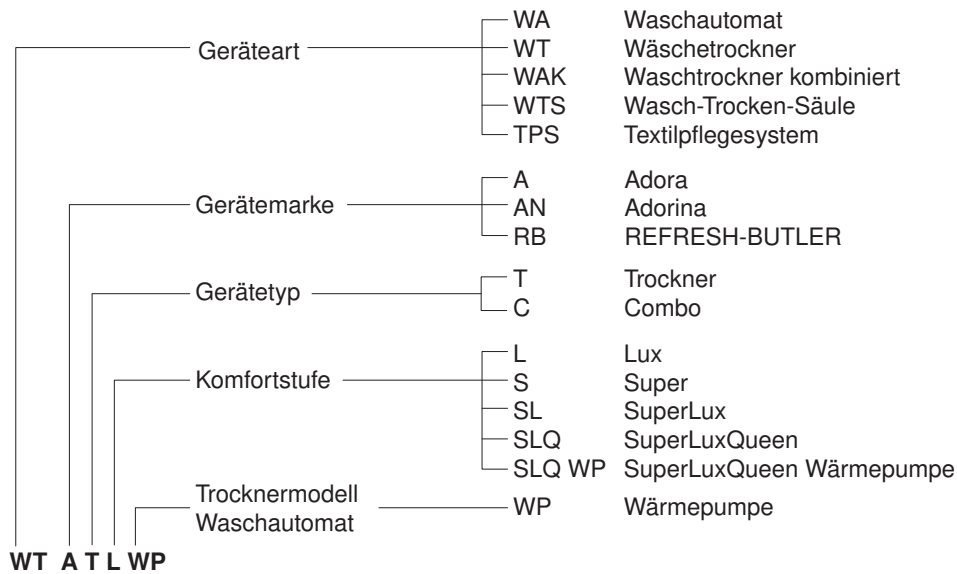 WA Waschautomat
Geräteart WT Wäschetrockner
WAK Waschtrockner kombiniert
WTS Wasch-Trocken-Säule
TPS Textilpflegesystem
A Adora
Gerätemarke AN Adorina
RB REFRESH-BUTLER
T Trockner
Gerätetyp
C Combo
L Lux
Komfortstufe S Super
SL SuperLux
SLQ SuperLuxQueen
SLQ WP SuperLuxQueen Wärmepumpe
Trocknermodell
WP Wärmepumpe
Waschautomat
WT A T L WP